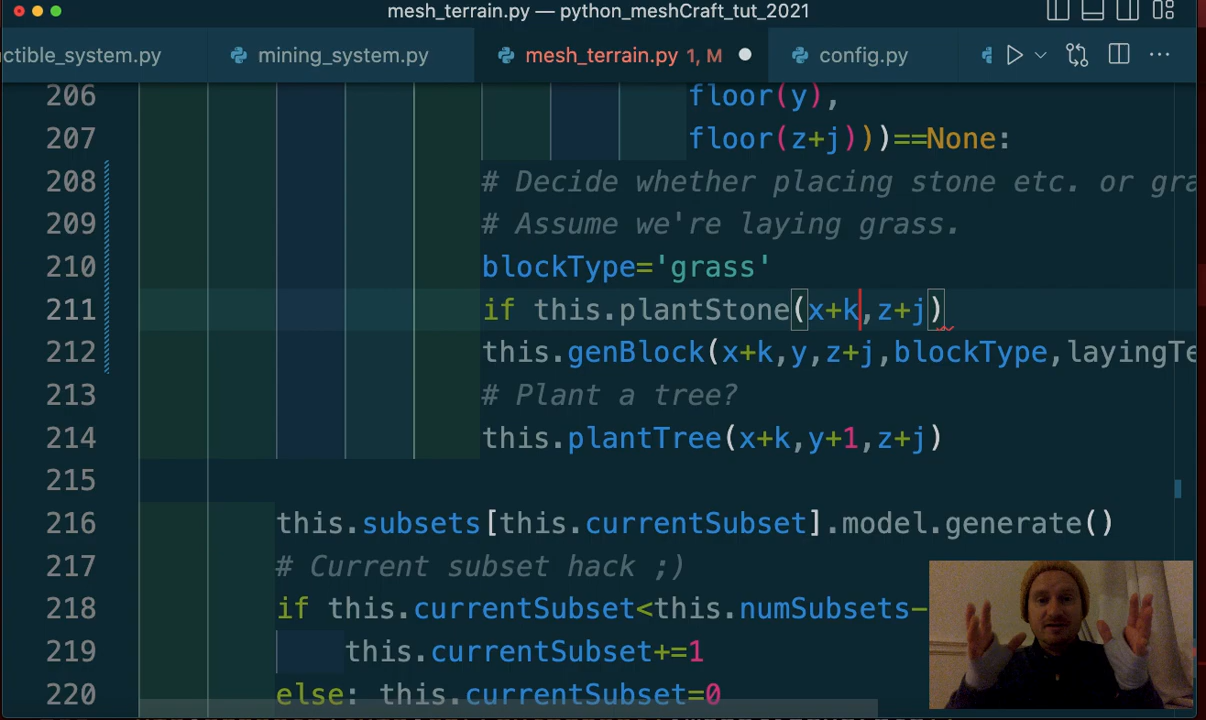 mesh_terrain.py — python_meshCraft_tut_2021
ctible_system.py mining_system.py mesh_terrain.py 1, M config.py
206 floor(y),
207 floor(z+j)))==None:
208 # Decide whether placing stone etc. or gra
209 # Assume we're laying grass.
210 blockType='grass'
211 if this.plantStone(x+k,z+j)
212 this.genBlock(x+k,y,z+j,blockType,layingTe
213 # Plant a tree?
214 this.plantTree(x+k,y+1,z+j)
215
216 this.subsets[this.currentSubset].model.generate()
217 # Current subset hack ;)
218 if this.currentSubset<this.numSubsets-
219 this.currentSubset+=1
220 else: this.currentSubset=0